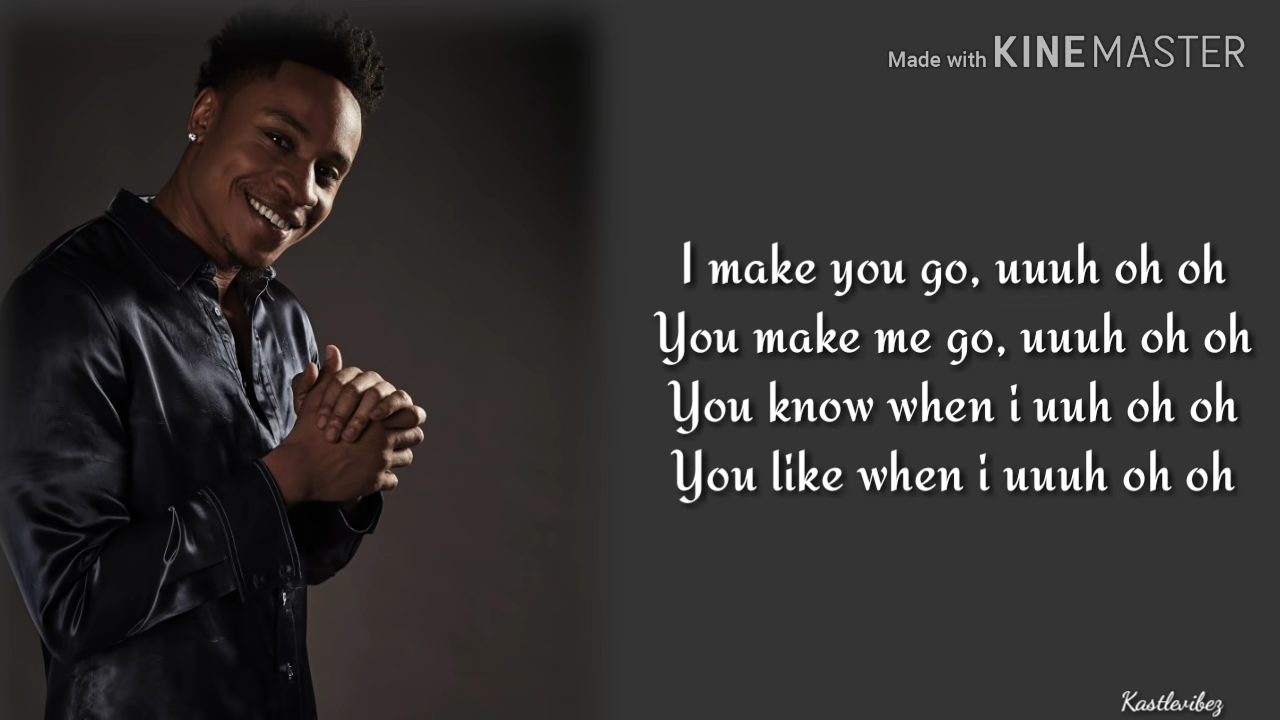 Made with KINEMASTER
I make you go, uuuh oh oh
You make me go, uuuh oh oh
You know when i uuh oh oh
You like when i uuuh oh oh
Kastlevibez